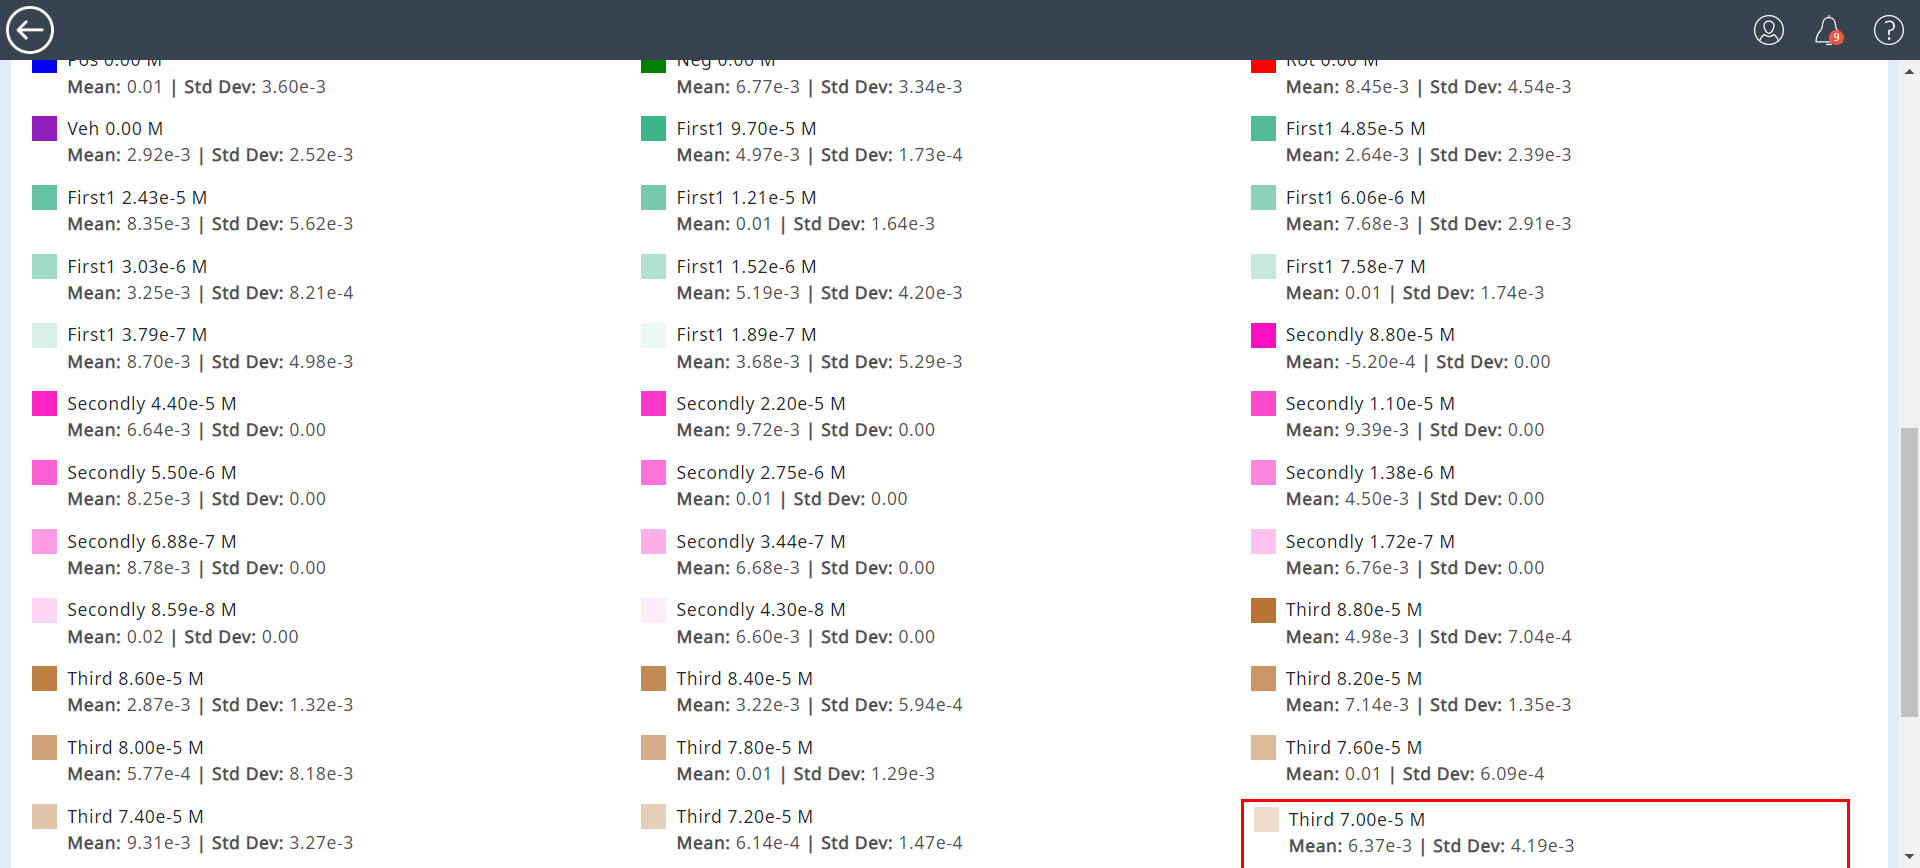 9
Pos 0.00 M
Neg 0.00 M
Rot 0.00 M
Mean: 0.01 | Std Dev: 3.60e-3
Mean: 6.77e-3 | Std Dev: 3.34e-3
Mean: 8.45e-3 | Std Dev: 4.54e-3
Veh 0.00 M
First1 9.70e-5 M
First1 4.85e-5 M
Mean: 2.92e-3 | Std Dev: 2.52e-3
Mean: 4.97e-3 | Std Dev: 1.73e-4
Mean: 2.64e-3 | Std Dev: 2.39e-3
First1 2.43e-5 M
First1 1.21e-5 M
First1 6.06e-6 M
Mean: 8.35e-3 | Std Dev: 5.62e-3
Mean: 0.01 | Std Dev: 1.64e-3
Mean: 7.68e-3 | Std Dev: 2.91e-3
First1 3.03e-6 M
First1 1.52e-6 M
First1 7.58e-7 M
Mean: 3.25e-3 | Std Dev: 8.21e-4
Mean: 5.19e-3 | Std Dev: 4.20e-3
Mean: 0.01 | Std Dev: 1.74e-3
First1 3.79e-7 M
First1 1.89e-7 M
Secondly 8.80e-5 M
Mean: 8.70e-3 | Std Dev: 4.98e-3
Mean: 3.68e-3 | Std Dev: 5.29e-3
Mean: -5.20e-4 | Std Dev: 0.00
Secondly 4.40e-5 M
Secondly 2.20e-5 M
Secondly 1.10e-5 M
Mean: 6.64e-3 | Std Dev: 0.00
Mean: 9.72e-3 | Std Dev: 0.00
Mean: 9.39e-3 | Std Dev: 0.00
Secondly 5.50e-6 M
Secondly 2.75e-6 M
Secondly 1.38e-6 M
Mean: 8.25e-3 | Std Dev: 0.00
Mean: 0.01 | Std Dev: 0.00
Mean: 4.50e-3 | Std Dev: 0.00
Secondly 6.88e-7 M
Secondly 3.44e-7 M
Secondly 1.72e-7 M
Mean: 8.78e-3 | Std Dev: 0.00
Mean: 6.68e-3 | Std Dev: 0.00
Mean: 6.76e-3 | Std Dev: 0.00
Secondly 8.59e-8 M
Secondly 4.30e-8 M
Third 8.80e-5 M
Mean: 0.02 | Std Dev: 0.00
Mean: 6.60e-3 | Std Dev: 0.00
Mean: 4.98e-3 | Std Dev: 7.04e-4
Third 8.60e-5 M
Third 8.40e-5 M
Third 8.20e-5 M
Mean: 2.87e-3 | Std Dev: 1.32e-3
Mean: 3.22e-3 | Std Dev: 5.94e-4
Mean: 7.14e-3 | Std Dev: 1.35e-3
Third 8.00e-5 M
Third 7.80e-5 M
Third 7.60e-5 M
Mean: 5.77e-4 | Std Dev: 8.18e-3
Mean: 0.01 | Std Dev: 1.29e-3
Mean: 0.01 | Std Dev: 6.09e-4
Third 7.40e-5 M
Third 7.20e-5 M
Third 7.00e-5 M
Mean: 9.31e-3 | Std Dev: 3.27e-3
Mean: 6.14e-4 | Std Dev: 1.47e-4
Mean: 6.37e-3 | Std Dev: 4.19e-3